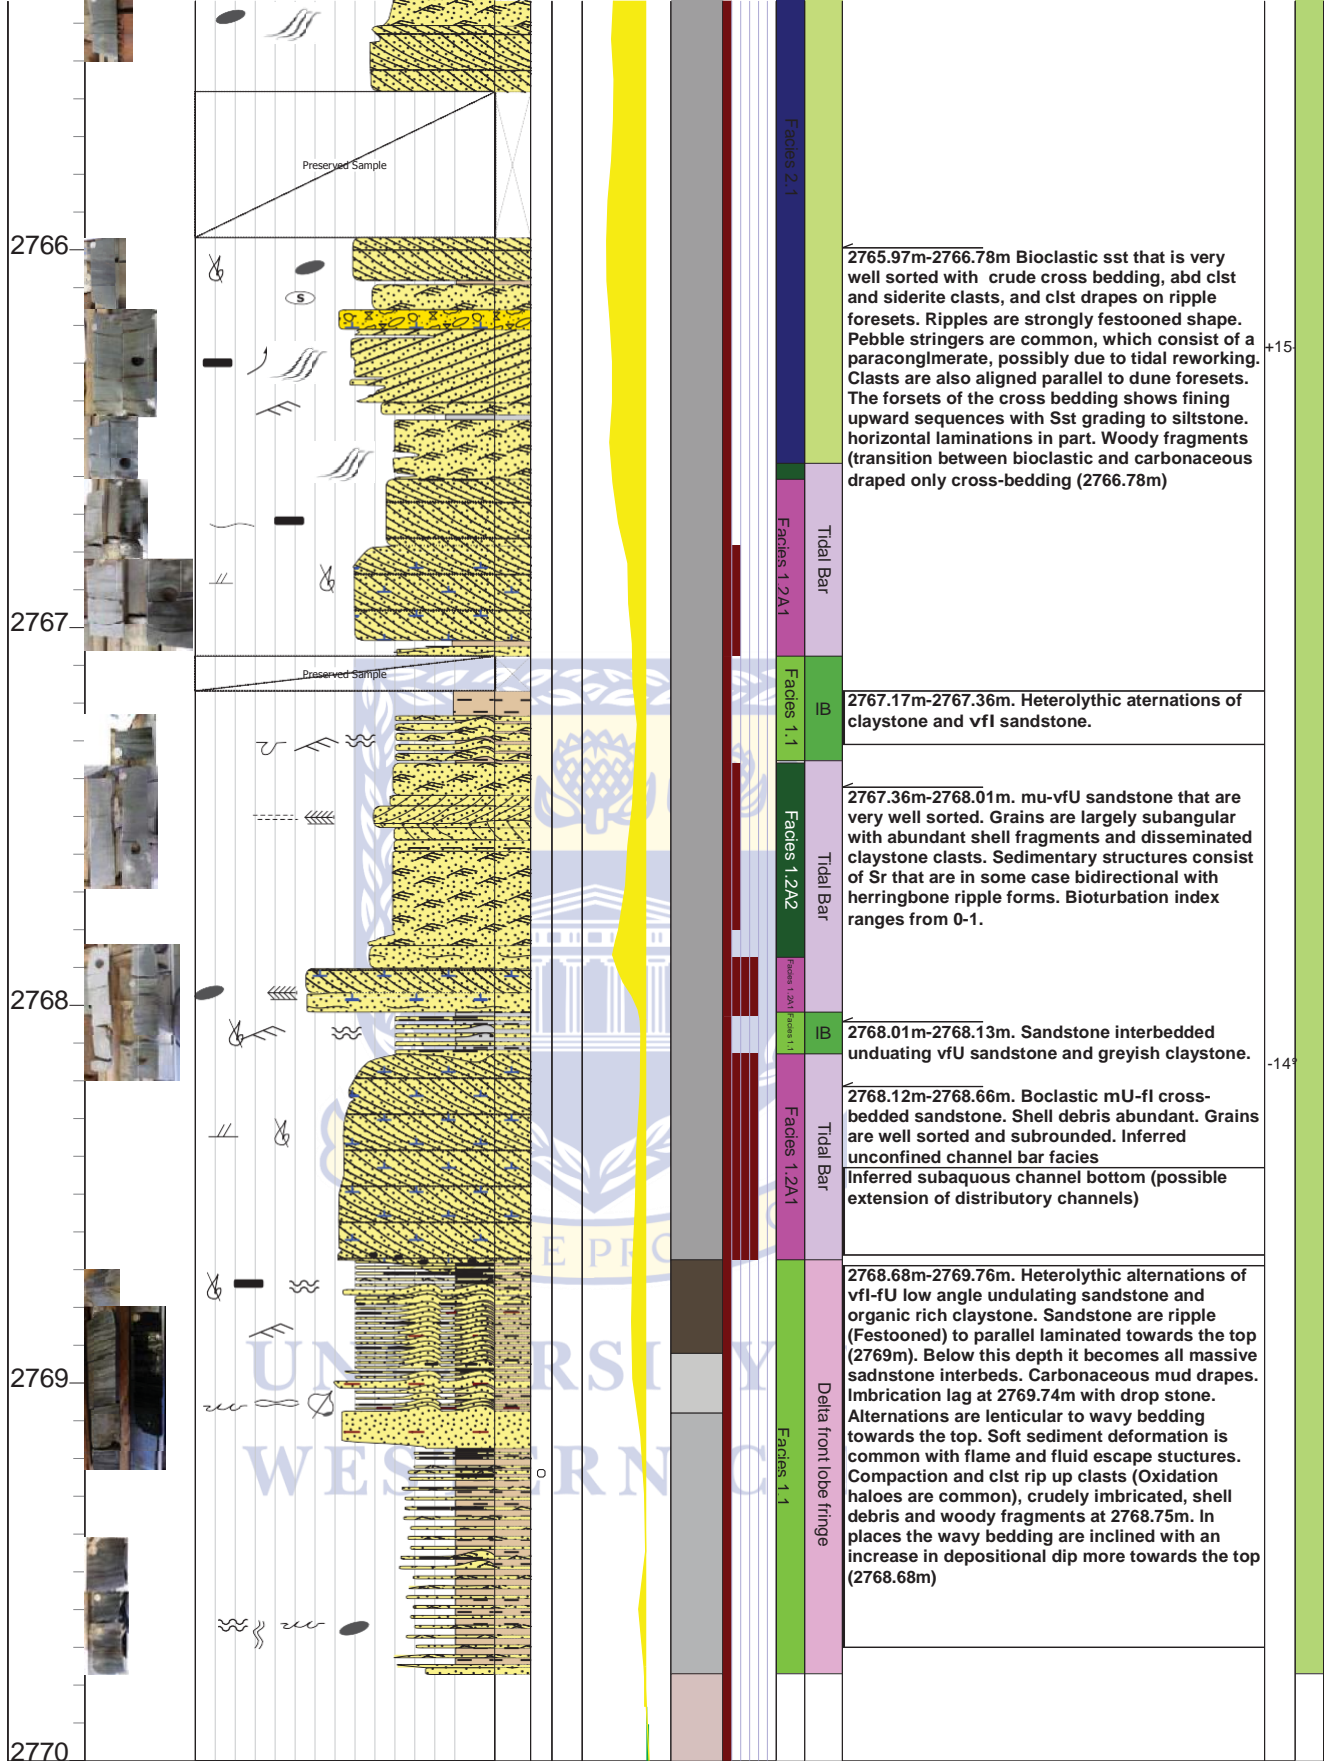 Facies 2.1
Preserved Sample
2766
S
2765.97m-2766.78m Bioclastic sst that is very
well sorted with crude cross bedding, abd clst
and siderite clasts, and clst drapes on ripple
foresets. Ripples are strongly festooned shape.
Pebble stringers are common, which consist of a
paraconglmerate, possibly due to tidal reworking.
Clasts are also aligned parallel to dune foresets.
The forsets of the cross bedding shows fining
upward sequences with Sst grading to siltstone.
horizontal laminations in part. Woody fragments
(transition between bioclastic and carbonaceous
draped only cross-bedding (2766.78m)
+15
Facies 1.2A1
Tidal Bar
2767
Preserved Sample
Facies 1.1
IB
2767.17m-2767.36m. Heterolythic aternations of
claystone and vfl sandstone.
Facies 1.2A2
Tidal Bar
2767.36m-2768.01m. mu-vfU sandstone that are
very well sorted. Grains are largely subangular
with abundant shell fragments and disseminated
claystone clasts. Sedimentary structures consist
of Sr that are in some case bidirectional with
herringbone ripple forms. Bioturbation index
ranges from 0-1.
Facies 1.2A1
2768
Facies 1.1
IB
2768.01m-2768.13m. Sandstone interbedded
unduating vfU sandstone and greyish claystone.
-14°
Facies 1.2A1
Tidal Bar
2768.12m-2768.66m. Boclastic mU-fl cross-
bedded sandstone. Shell debris abundant. Grains
are well sorted and subrounded. Inferred
unconfined channel bar facies
Inferred subaquous channel bottom (possible
extension of distributory channels)
2768.68m-2769.76m. Heterolythic alternations of
vfl-fU low angle undulating sandstone and
organic rich claystone. Sandstone are ripple
(Festooned) to parallel laminated towards the top
(2769m). Below this depth it becomes all massive
sadnstone interbeds. Carbonaceous mud drapes.
Imbrication lag at 2769.74m with drop stone.
Alternations are lenticular to wavy bedding
towards the top. Soft sediment deformation is
common with flame and fluid escape stuctures.
Compaction and clst rip up clasts (Oxidation
haloes are common), crudely imbricated, shell
debris and woody fragments at 2768.75m. In
places the wavy bedding are inclined with an
increase in depositional dip more towards the top
(2768.68m)
2769
Facies 1.1
Delta front lobe fringe
2770